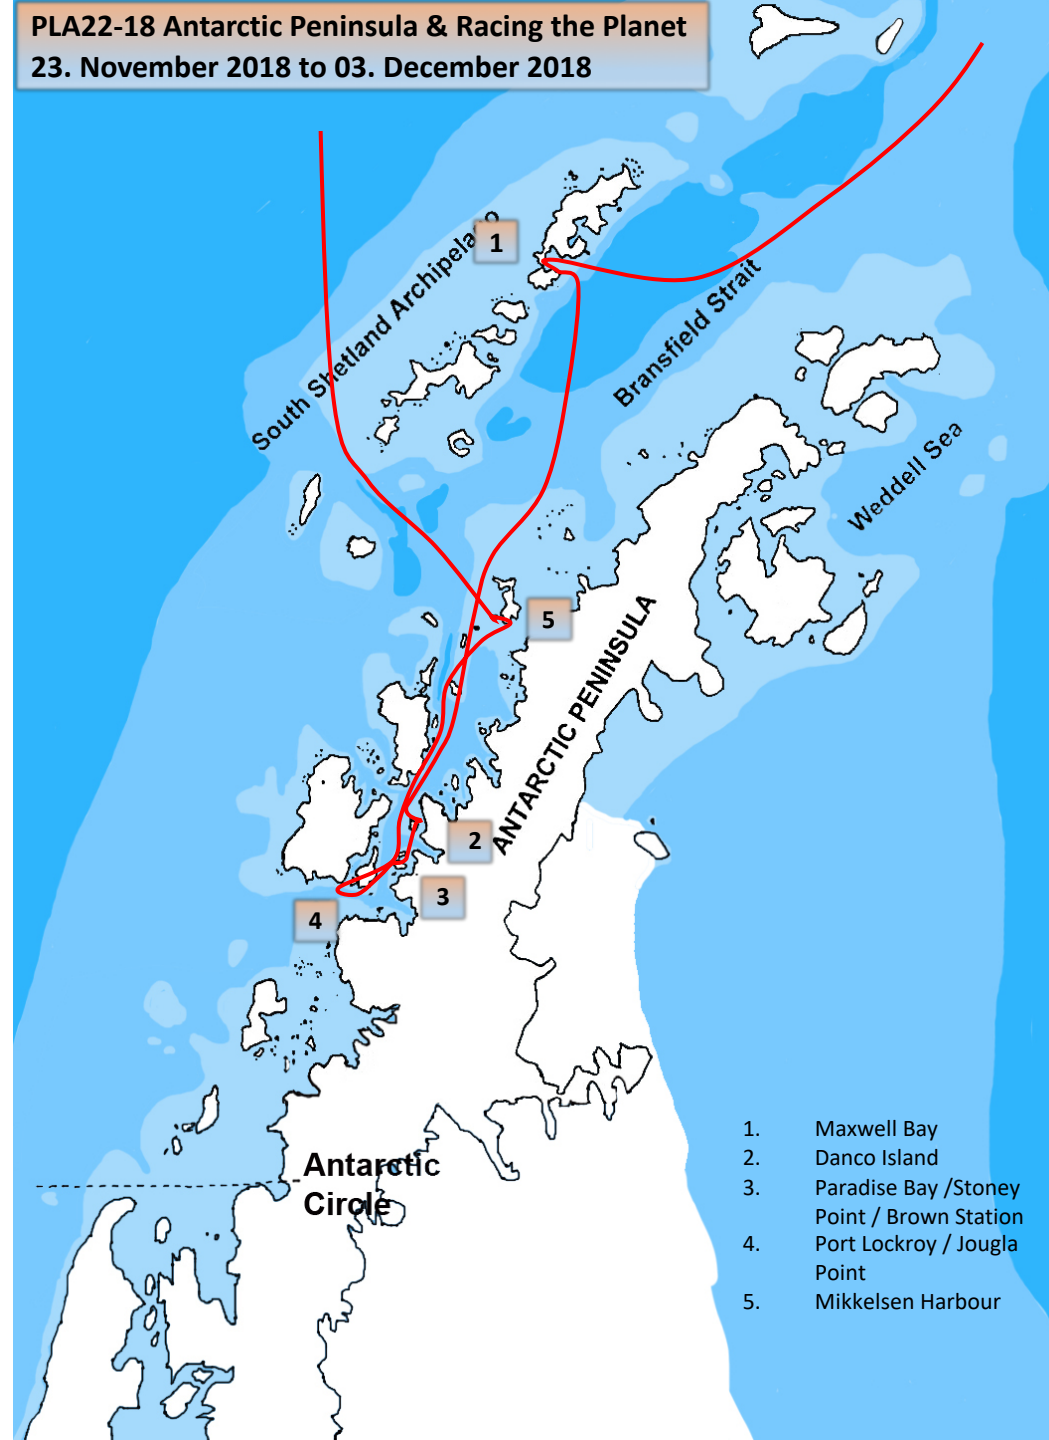 PLA22-18 Antarctic Peninsula & Racing the Planet
23. November 2018 to 03. December 2018
1
South Shetland Archipelago
Bransfield Strait
Weddell Sea
5
ANTARCTIC PENINSULA
2
3
4
Antarctic
Circle
1. Maxwell Bay
2. Danco Island
3. Paradise Bay /Stoney
Point / Brown Station
4. Port Lockroy / Jougla
Point
5. Mikkelsen Harbour